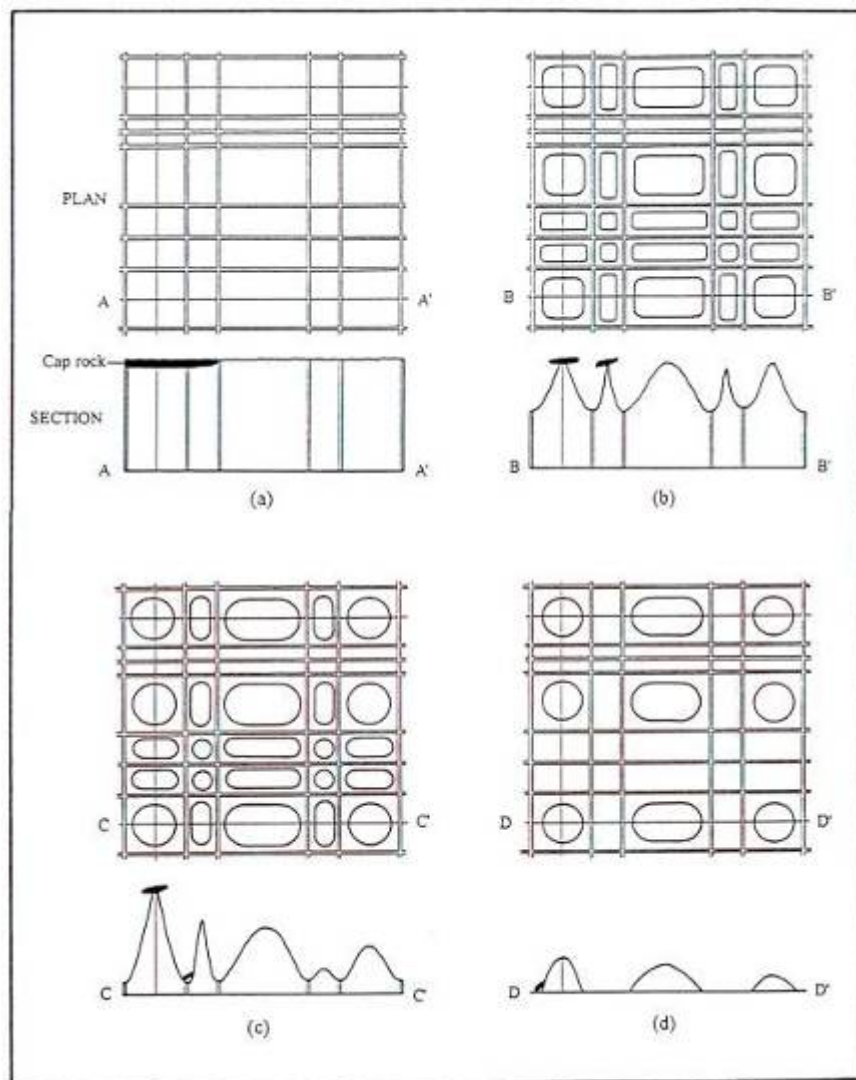 PLAN
A A'
B B'
Cap rock
SECTION
A A'
B B'
(a)
(b)
C C'
D D'
C C'
D D'
(c)
(d)